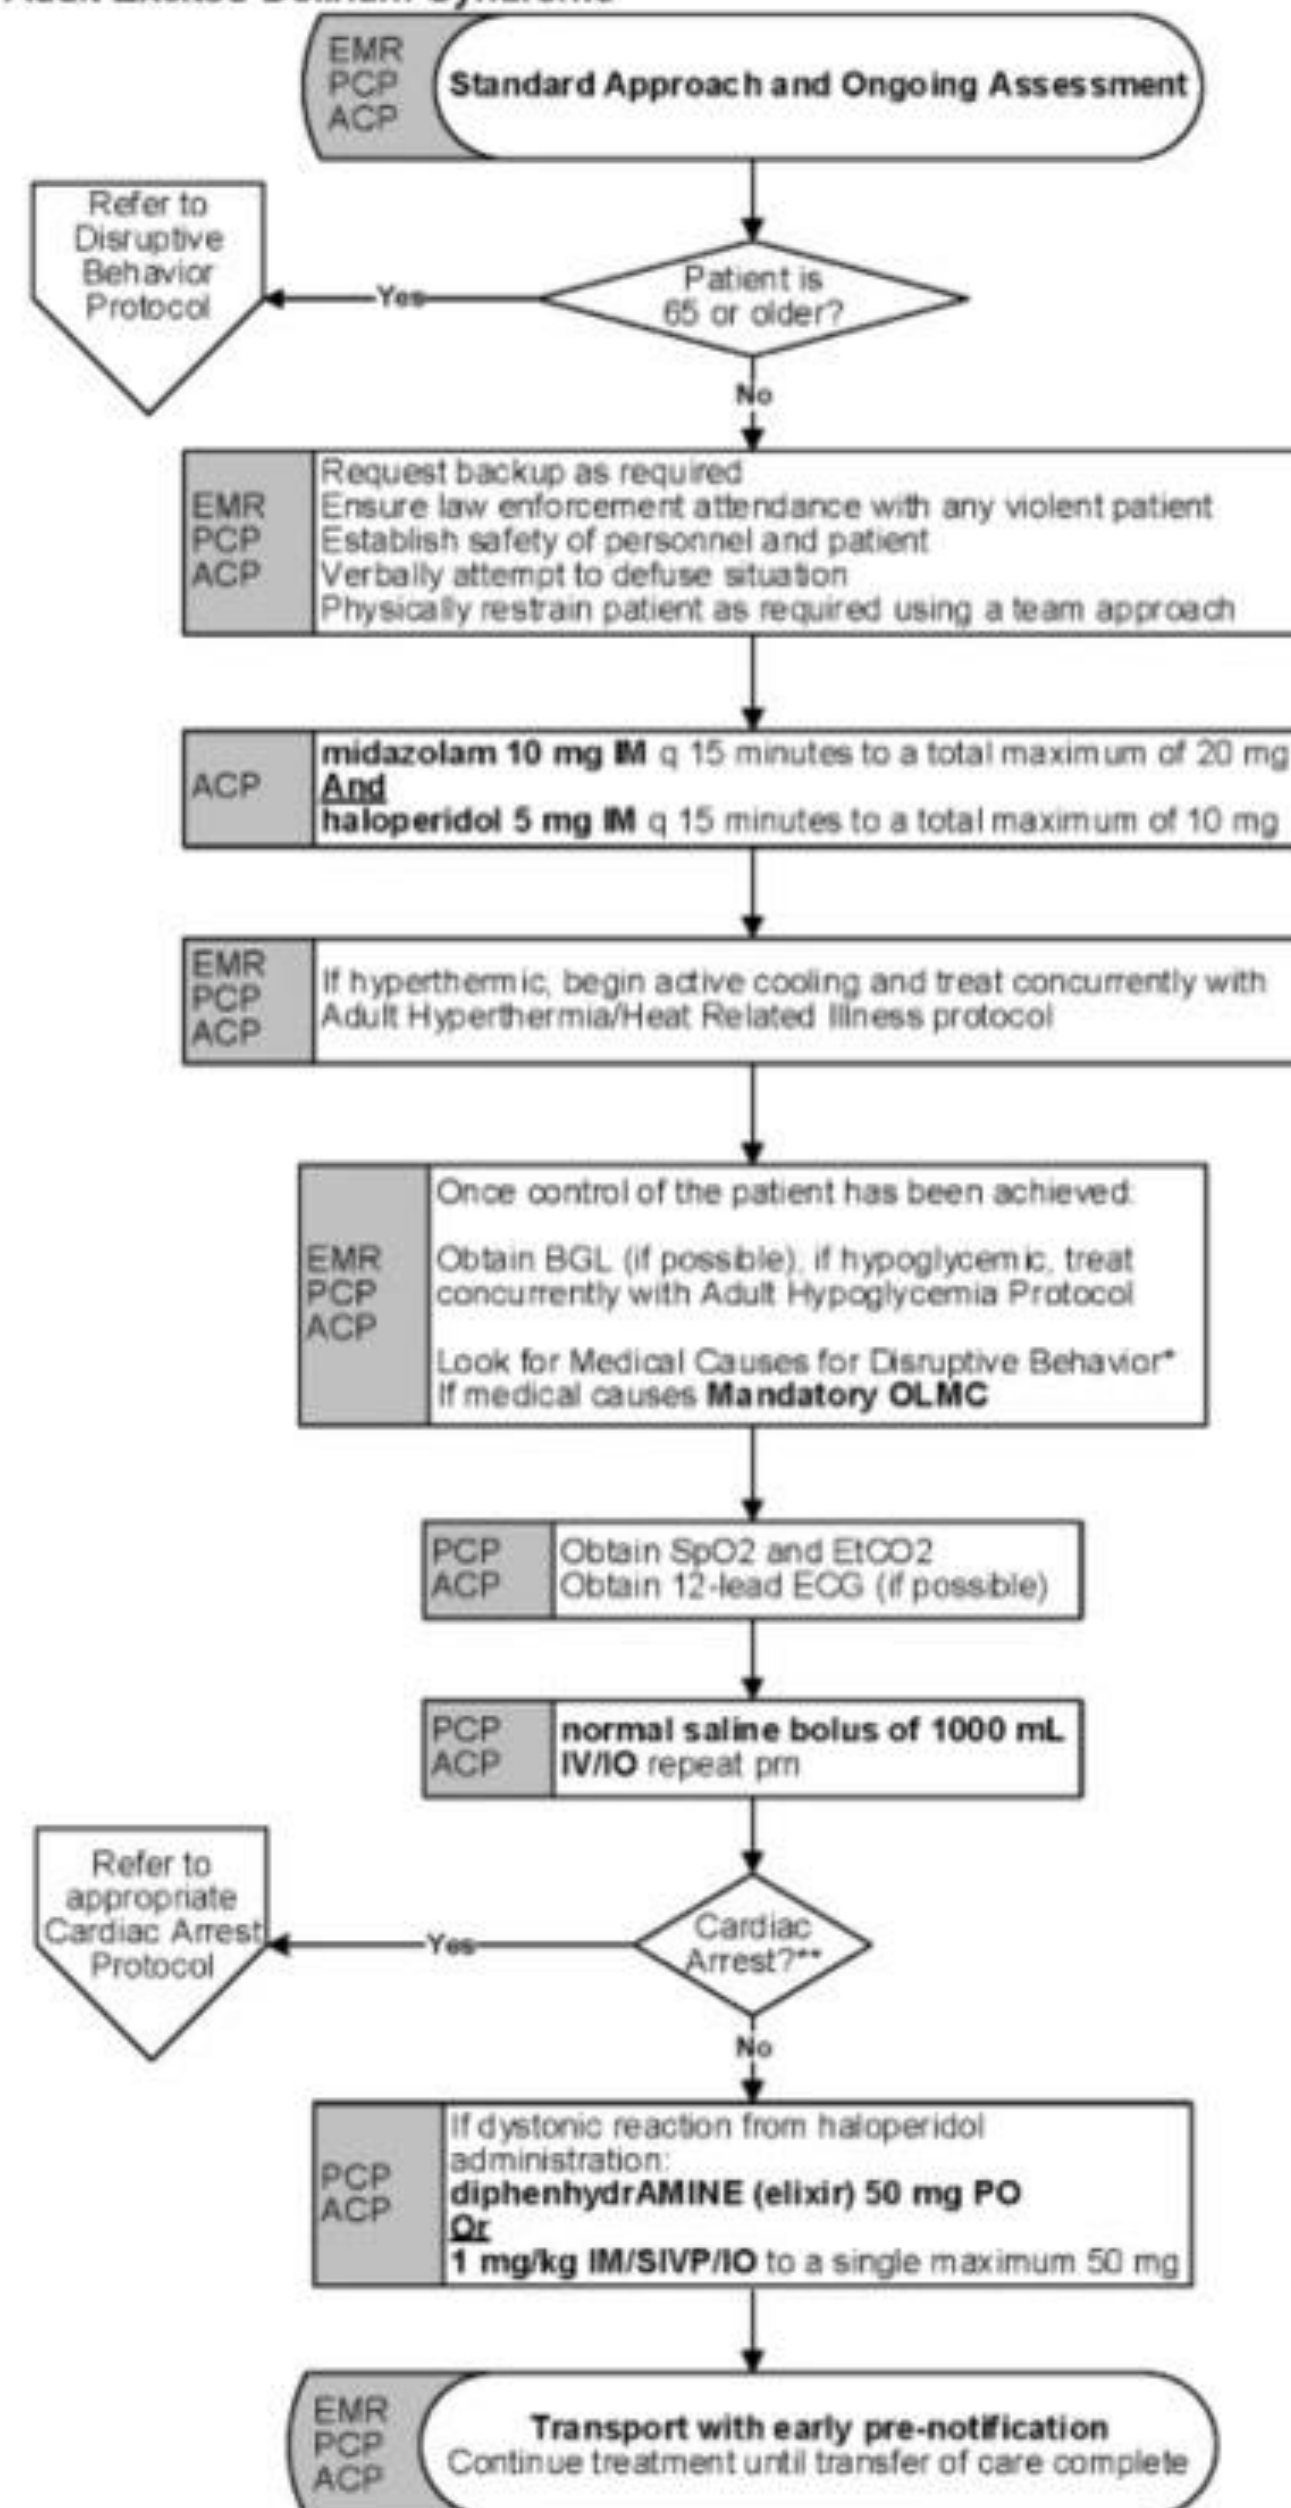 EMR
PCP
ACP
Standard Approach and Ongoing Assessment
Refer to
Disruptive
Behavior
Protocol
Yes
Patient is
65 or older?
No
EMR
PCP
ACP
Request backup as required
Ensure law enforcement attendance with any violent patient
Establish safety of personnel and patient
Verbally attempt to defuse situation
Physically restrain patient as required using a team approach
ACP
midazolam 10 mg IM q 15 minutes to a total maximum of 20 mg
And
haloperidol 5 mg IM q 15 minutes to a total maximum of 10 mg
EMR
PCP
ACP
If hyperthermic, begin active cooling and treat concurrently with
Adult Hyperthermia/Heat Related Illness protocol
EMR
PCP
ACP
Once control of the patient has been achieved:
Obtain BGL (if possible), if hypoglycemic, treat
concurrently with Adult Hypoglycemia Protocol
Look for Medical Causes for Disruptive Behavior*
If medical causes Mandatory OLMC
PCP
ACP
Obtain SpO2 and EtCO2
Obtain 12-lead ECG (if possible)
PCP
ACP
normal saline bolus of 1000 mL
IV/IO repeat prn
Refer to
appropriate
Cardiac Arrest
Protocol
Yes
Cardiac
Arrest?**
No
PCP
ACP
If dystonic reaction from haloperidol
administration:
diphenhydrAMINE (elixir) 50 mg PO
Or
1 mg/kg IM/SIVP/IO to a single maximum 50 mg
EMR
PCP
ACP
Transport with early pre-notification
Continue treatment until transfer of care complete